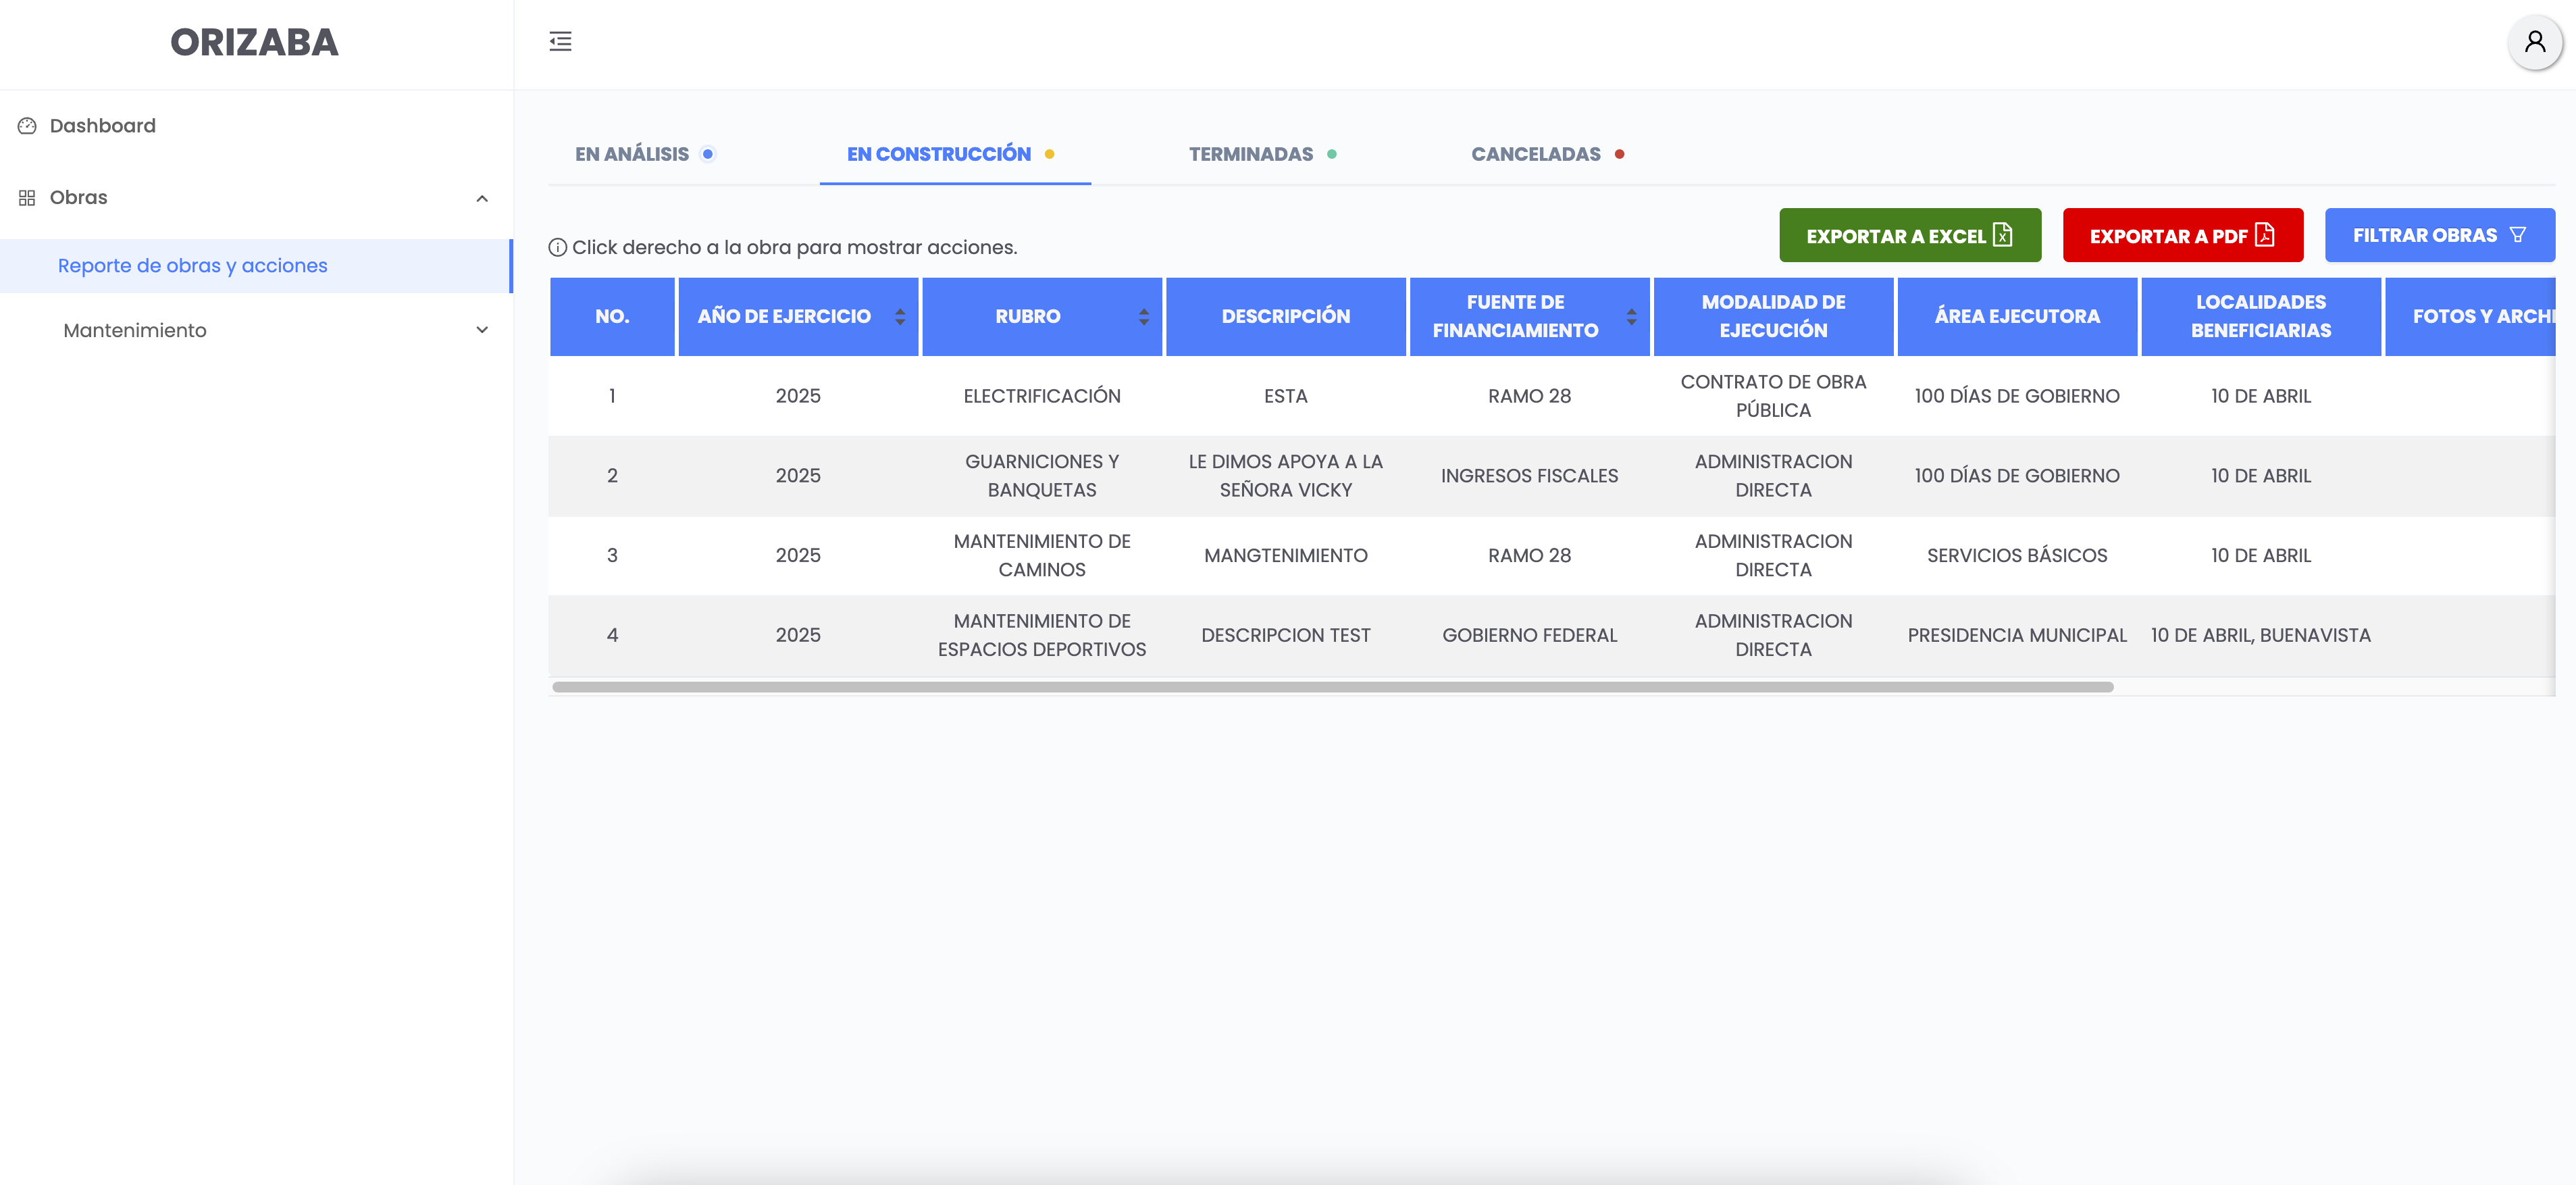 ORIZABA
Dashboard
Obras
Reporte de obras y acciones
Mantenimiento
EN ANÁLISIS
EN CONSTRUCCIÓN
TERMINADAS
CANCELADAS
Click derecho a la obra para mostrar acciones.
EXPORTAR A EXCEL
EXPORTAR A PDF
FILTRAR OBRAS
NO.
AÑO DE EJERCICIO
RUBRO
DESCRIPCIÓN
FUENTE DE
FINANCIAMIENTO
MODALIDAD DE
EJECUCIÓN
ÁREA EJECUTORA
LOCALIDADES
BENEFICIARIAS
FOTOS Y ARCHI
1
2025
ELECTRIFICACIÓN
ESTA
RAMO 28
CONTRATO DE OBRA
PÚBLICA
100 DÍAS DE GOBIERNO
10 DE ABRIL
2
2025
GUARNICIONES Y
BANQUETAS
LE DIMOS APOYA A LA
SEÑORA VICKY
INGRESOS FISCALES
ADMINISTRACION
DIRECTA
100 DÍAS DE GOBIERNO
10 DE ABRIL
3
2025
MANTENIMIENTO DE
CAMINOS
MANGTENIMIENTO
RAMO 28
ADMINISTRACION
DIRECTA
SERVICIOS BÁSICOS
10 DE ABRIL
4
2025
MANTENIMIENTO DE
ESPACIOS DEPORTIVOS
DESCRIPCION TEST
GOBIERNO FEDERAL
ADMINISTRACION
DIRECTA
PRESIDENCIA MUNICIPAL
10 DE ABRIL, BUENAVISTA